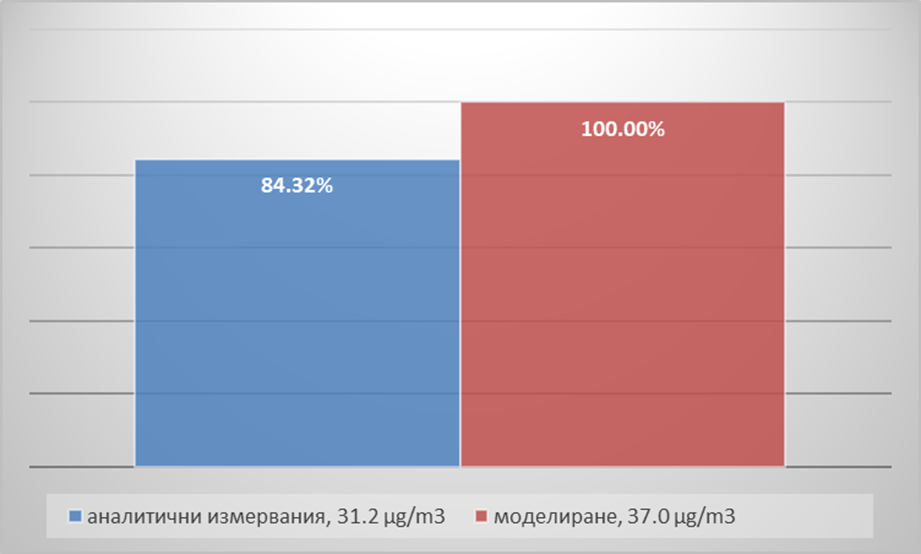 100.00%
84.32%
аналитични измервания, 31.2 µg/m3
моделиране, 37.0 µg/m3